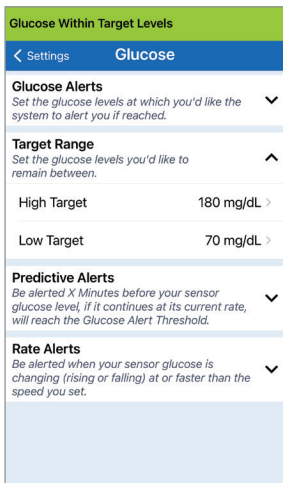 Glucose Within Target Levels
Settings Glucose
Glucose Alerts
Set the glucose levels at which you'd like the
system to alert you if reached.
Target Range
Set the glucose levels you'd like to
remain between.
High Target 180 mg/dL
Low Target 70 mg/dL
Predictive Alerts
Be alerted X Minutes before your sensor
glucose level, if it continues at its current rate,
will reach the Glucose Alert Threshold.
Rate Alerts
Be alerted when your sensor glucose is
changing (rising or falling) at or faster than the
speed you set.